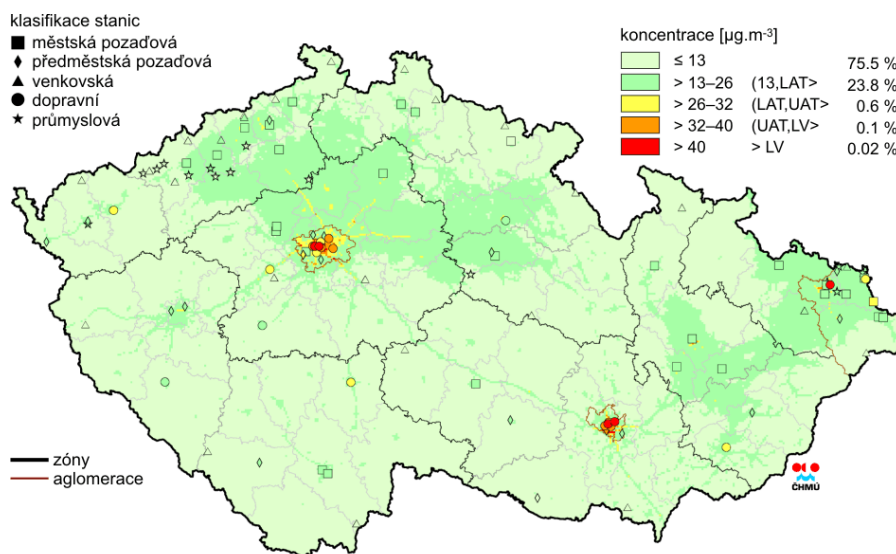 klasifikace stanic
městská pozaďová
předměstská pozaďová
venkovská
dopravní
průmyslová
koncentrace [µg.m⁻³]
≤ 13 75.5 %
> 13–26 (13,LAT> 23.8 %
> 26–32 (LAT,UAT> 0.6 %
> 32–40 (UAT,LV> 0.1 %
> 40 > LV 0.02 %
zóny
aglomerace
ČHMÚ